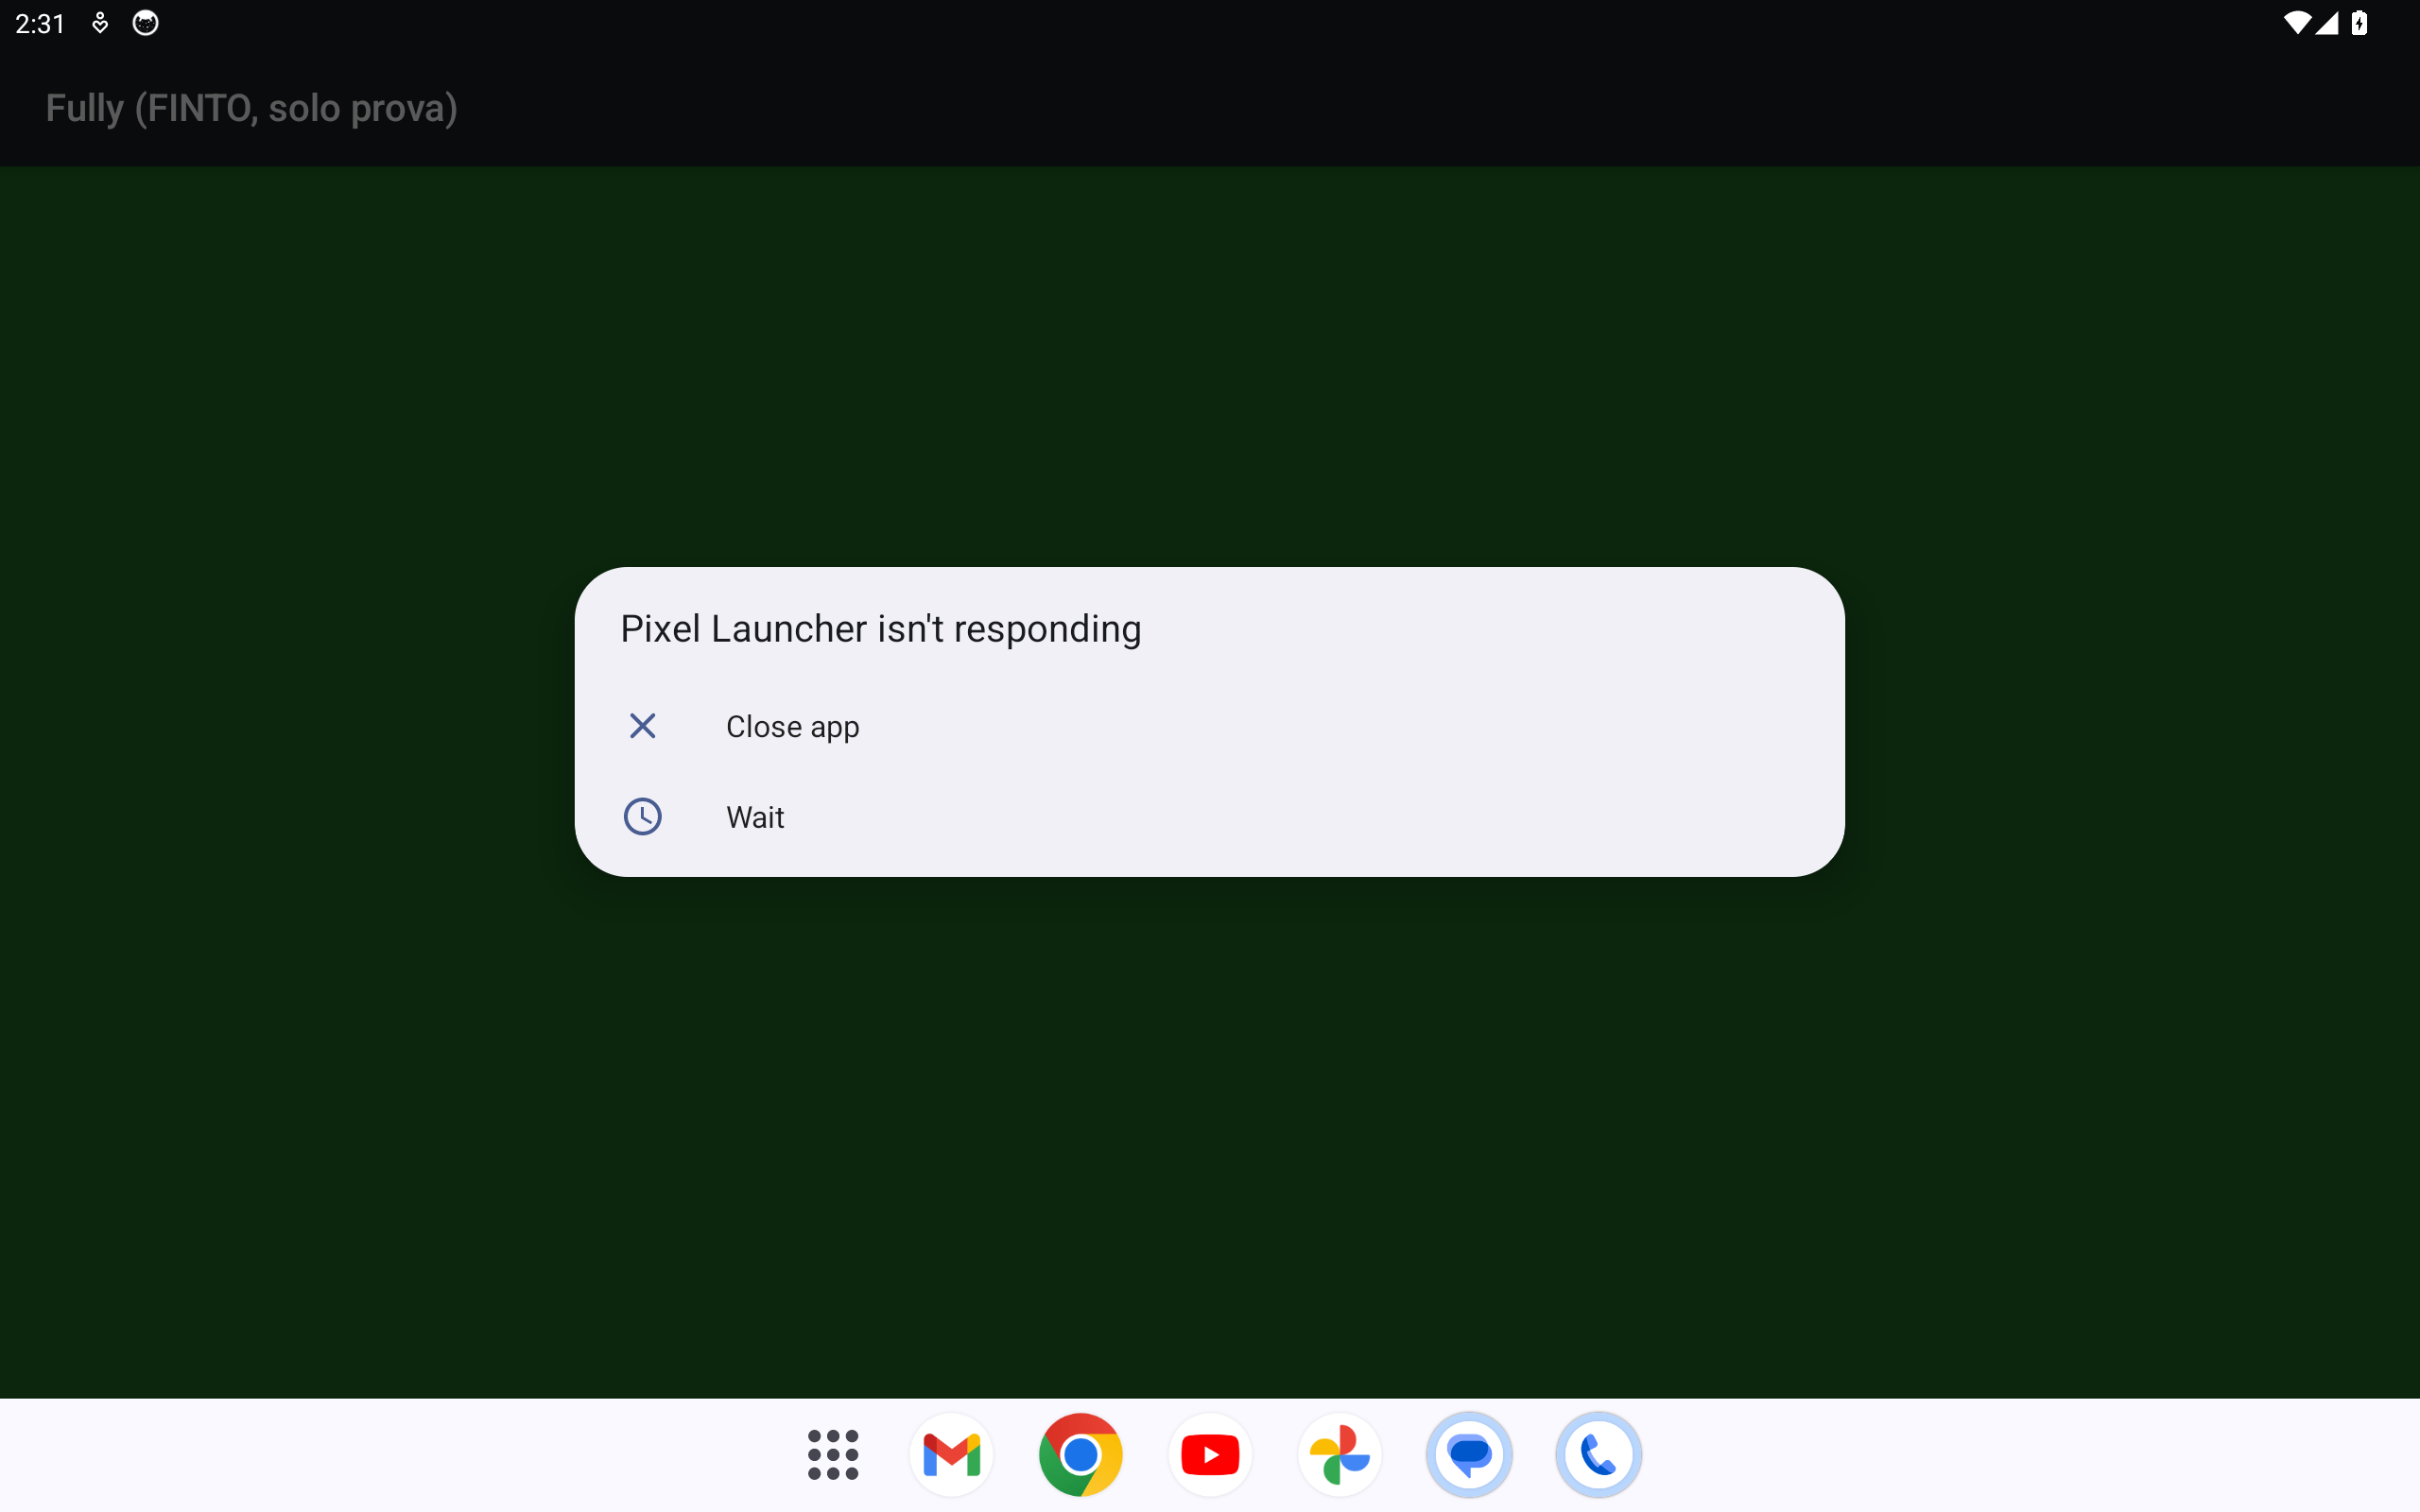 2:31
Fully (FINTO, solo prova)
Pixel Launcher isn't responding
Close app
Wait